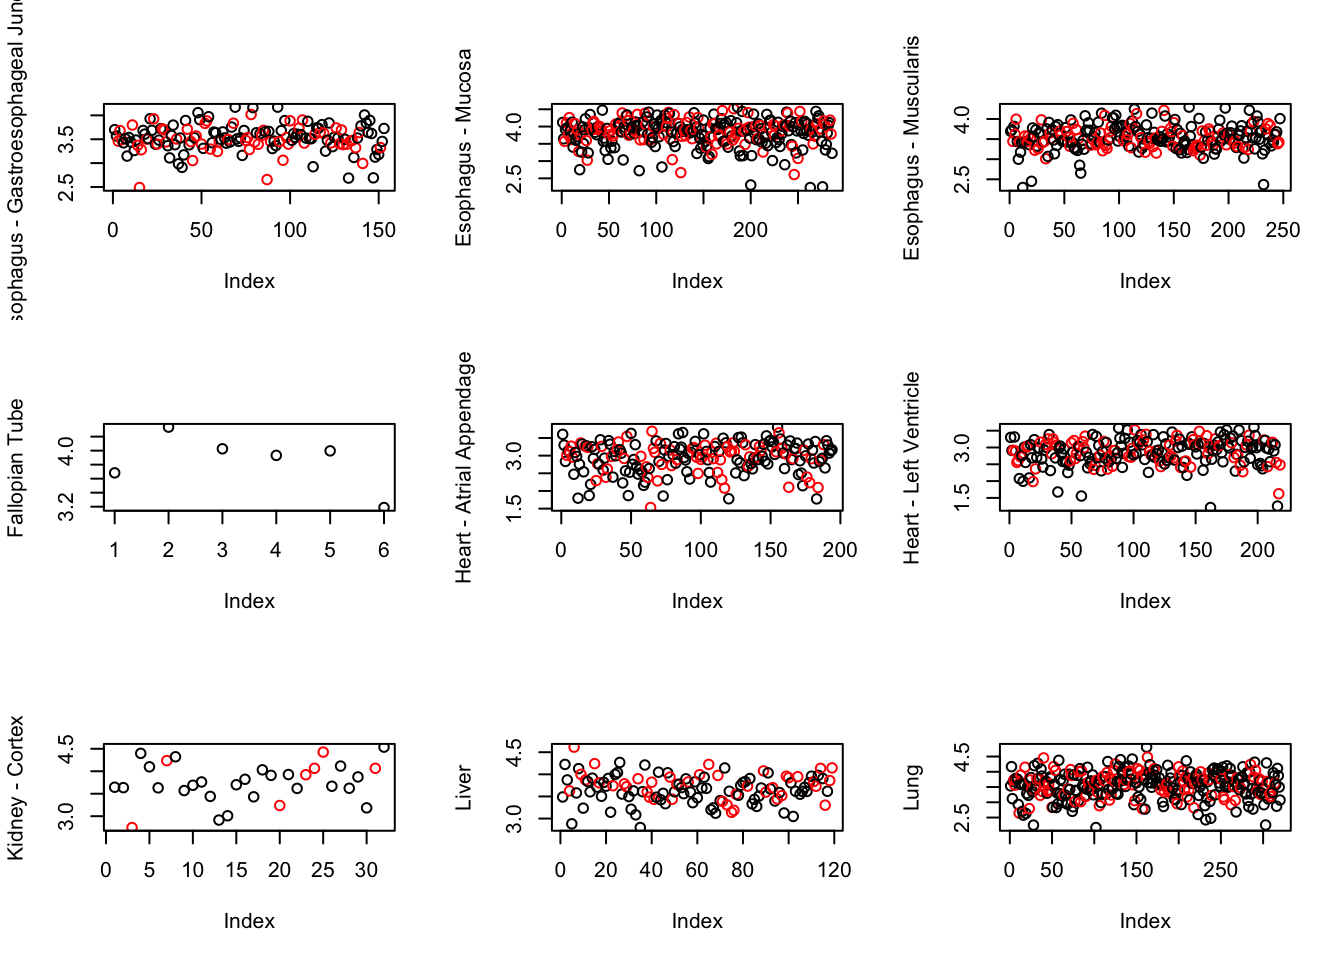 sophagus - Gastroesophageal Junc
2.5 3.5
0 50 100 150
Index
Esophagus - Mucosa
2.5 4.0
0 50 100 200
Index
Esophagus - Muscularis
2.5 4.0
0 50 100 150 200 250
Index
Fallopian Tube
3.2 4.0
1 2 3 4 5 6
Index
Heart - Atrial Appendage
1.5 3.0
0 50 100 150 200
Index
Heart - Left Ventricle
1.5 3.0
0 50 100 150 200
Index
Kidney - Cortex
3.0 4.5
0 5 10 15 20 25 30
Index
Liver
3.0 4.5
0 20 40 60 80 120
Index
Lung
2.5 4.5
0 50 150 250
Index